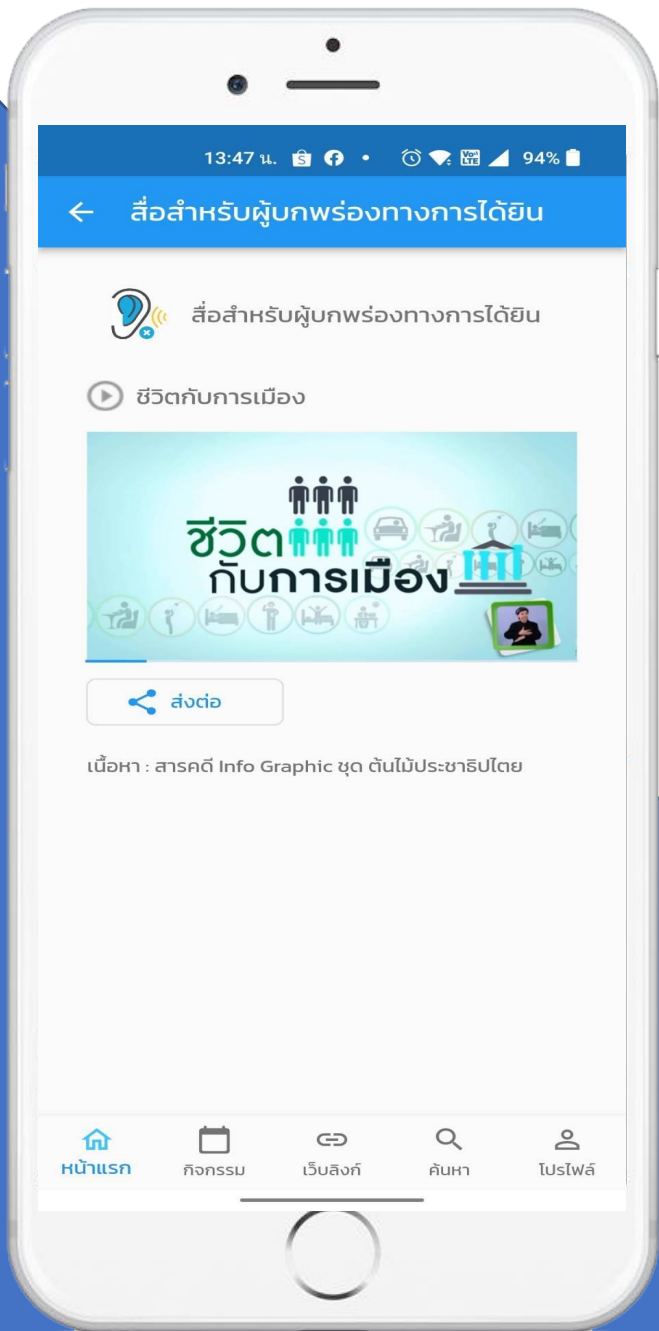 13:47 น. 94%
สื่อสำหรับผู้บกพร่องทางการได้ยิน
สื่อสำหรับผู้บกพร่องทางการได้ยิน
ชีวิตกับการเมือง
ชีวิต
กับการเมือง
ส่งต่อ
เนื้อหา : สารคดี Info Graphic ชุด ต้นไม้ประชาธิปไตย
หน้าแรก กิจกรรม เว็บลิงก์ ค้นหา โปรไฟล์